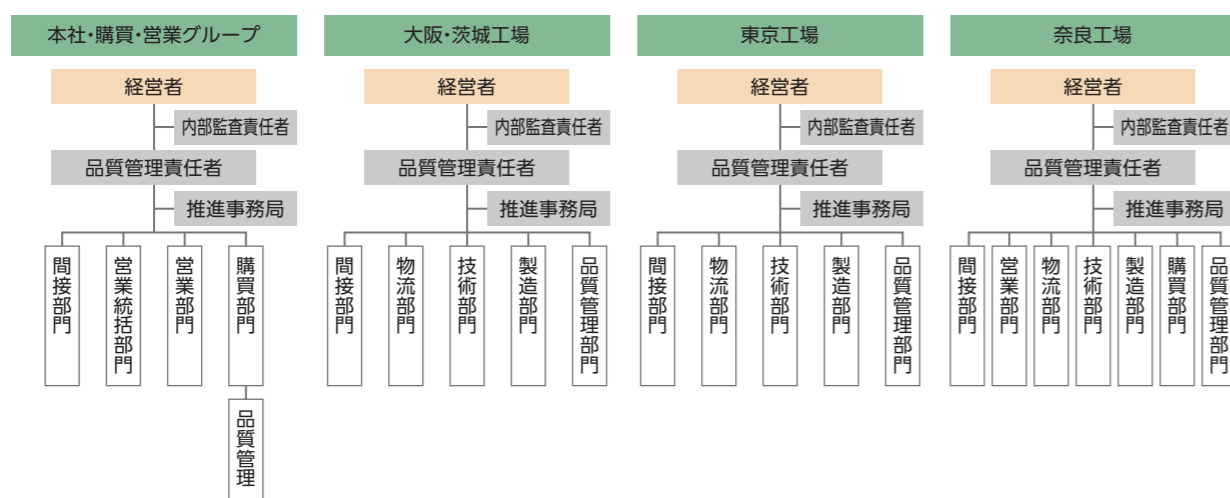 本社・購買・営業グループ
経営者
内部監査責任者
品質管理責任者
推進事務局
間接部門
営業統括部門
営業部門
購買部門
品質管理
大阪・茨城工場
経営者
内部監査責任者
品質管理責任者
推進事務局
間接部門
物流部門
技術部門
製造部門
品質管理部門
東京工場
経営者
内部監査責任者
品質管理責任者
推進事務局
間接部門
物流部門
技術部門
製造部門
品質管理部門
奈良工場
経営者
内部監査責任者
品質管理責任者
推進事務局
間接部門
営業部門
物流部門
技術部門
製造部門
購買部門
品質管理部門